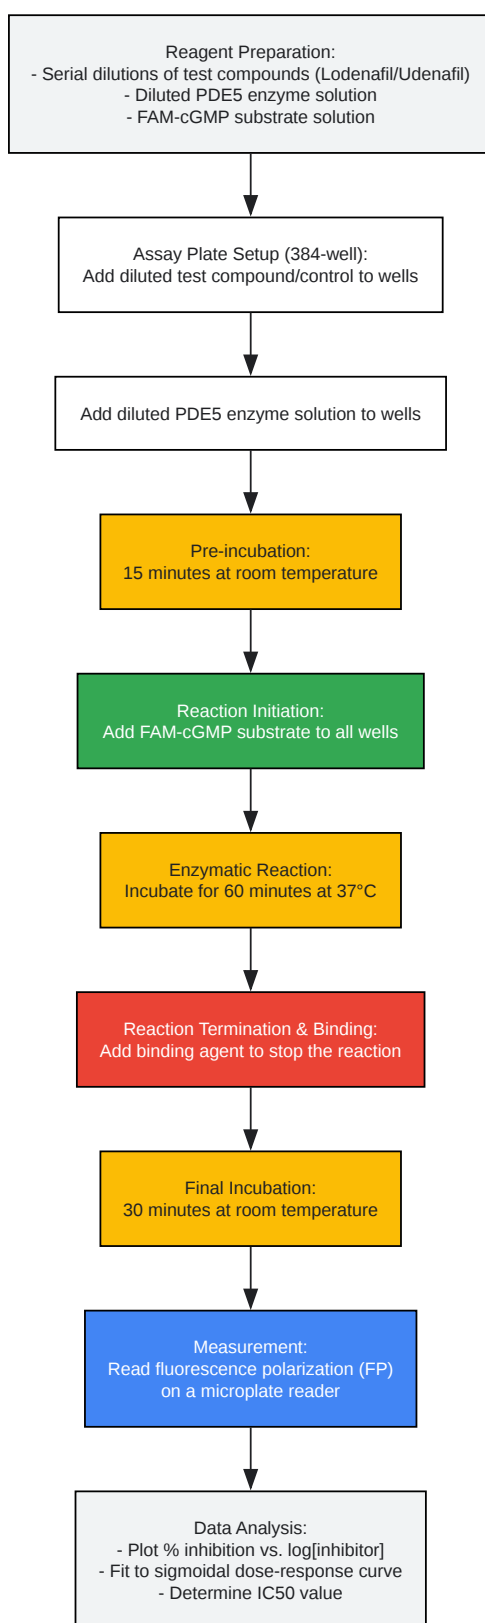 Reagent Preparation:
- Serial dilutions of test compounds (Lodenafil/Udenafil)
- Diluted PDE5 enzyme solution
- FAM-cGMP substrate solution
Assay Plate Setup (384-well):
Add diluted test compound/control to wells
Add diluted PDE5 enzyme solution to wells
Pre-incubation:
15 minutes at room temperature
Reaction Initiation:
Add FAM-cGMP substrate to all wells
Enzymatic Reaction:
Incubate for 60 minutes at 37°C
Reaction Termination & Binding:
Add binding agent to stop the reaction
Final Incubation:
30 minutes at room temperature
Measurement:
Read fluorescence polarization (FP)
on a microplate reader
Data Analysis:
- Plot % inhibition vs. log[inhibitor]
- Fit to sigmoidal dose-response curve
- Determine IC50 value